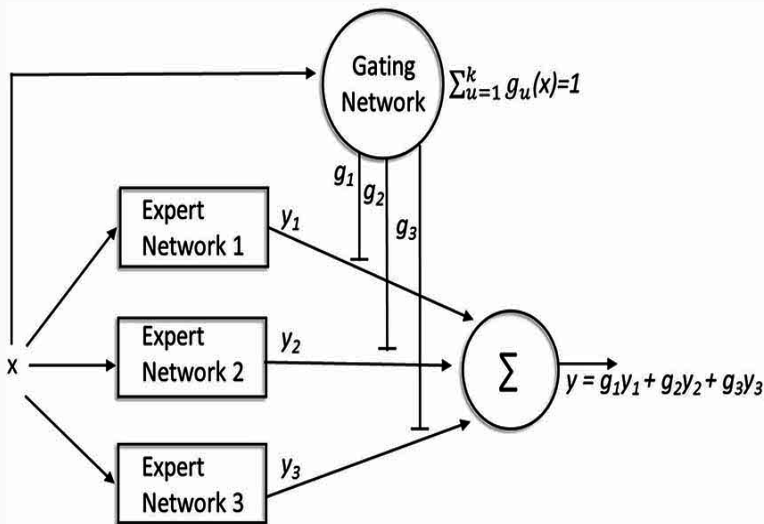 Gating
Network
∑ᵏᵤ₌₁ gᵤ(x)=1
g₁
g₂
g₃
Expert
Network 1
y₁
x
Expert
Network 2
y₂
Expert
Network 3
y₃
∑
y = g₁y₁ + g₂y₂ + g₃y₃